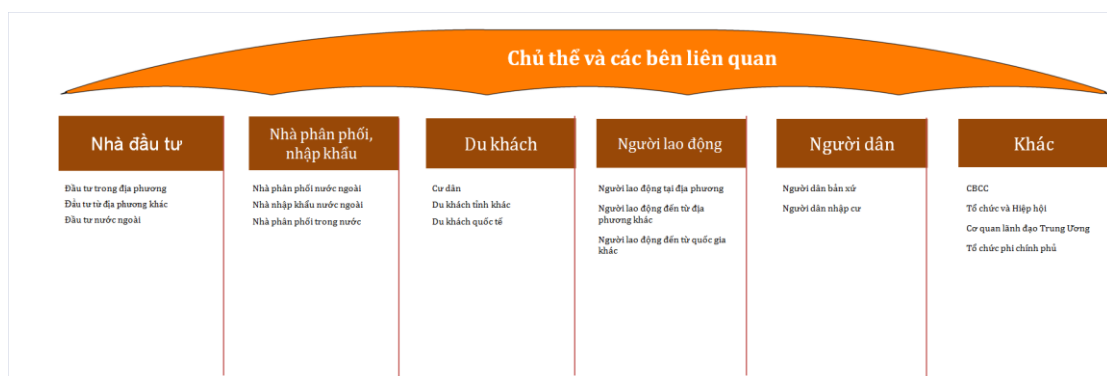 Chủ thể và các bên liên quan
Nhà đầu tư
Đầu tư trong địa phương
Đầu tư từ địa phương khác
Đầu tư nước ngoài
Nhà phân phối,
nhập khẩu
Nhà phân phối nước ngoài
Nhà nhập khẩu nước ngoài
Nhà phân phối trong nước
Du khách
Cư dân
Du khách tỉnh khác
Du khách quốc tế
Người lao động
Người lao động tại địa phương
Người lao động đến từ địa
phương khác
Người lao động đến từ quốc gia
khác
Người dân
Người dân bản xứ
Người dân nhập cư
Khác
CBCC
Tổ chức và Hiệp hội
Cơ quan lãnh đạo Trung Ương
Tổ chức phi chính phủ